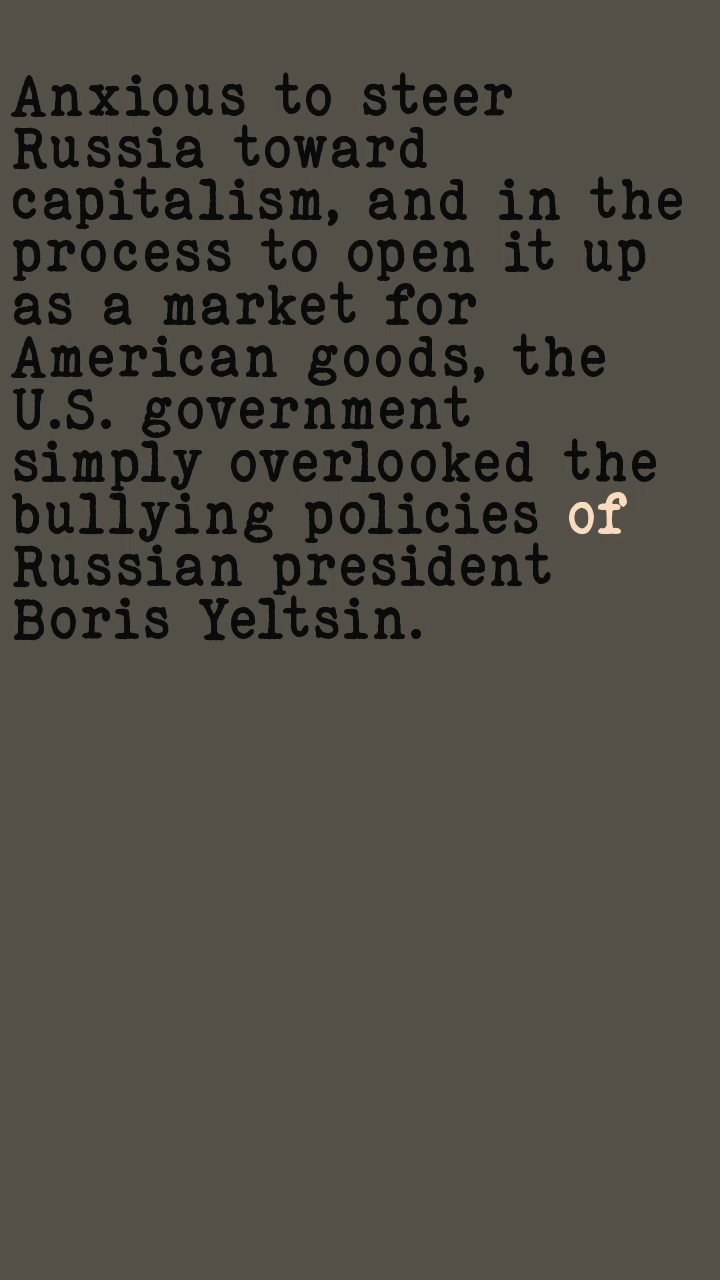 Anxious to steer
Russia toward
capitalism, and in the
process to open it up
as a market for
American goods, the
U.S. government
simply overlooked the
bullying policies of
Russian president
Boris Yeltsin.